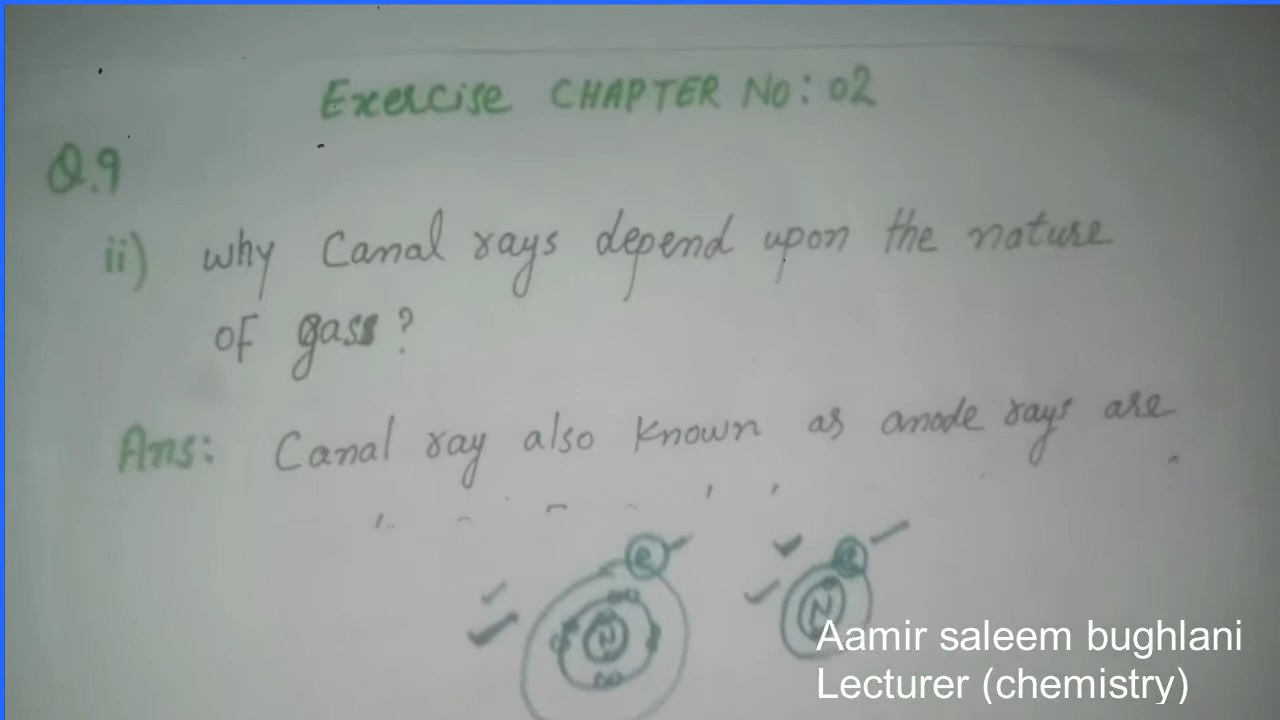 Exercise CHAPTER No: 02
Q.9
ii) why Canal rays depend upon the nature
of gass?
Ans: Canal ray also known as anode rays are
e e
N N
Aamir saleem bughlani
Lecturer (chemistry)